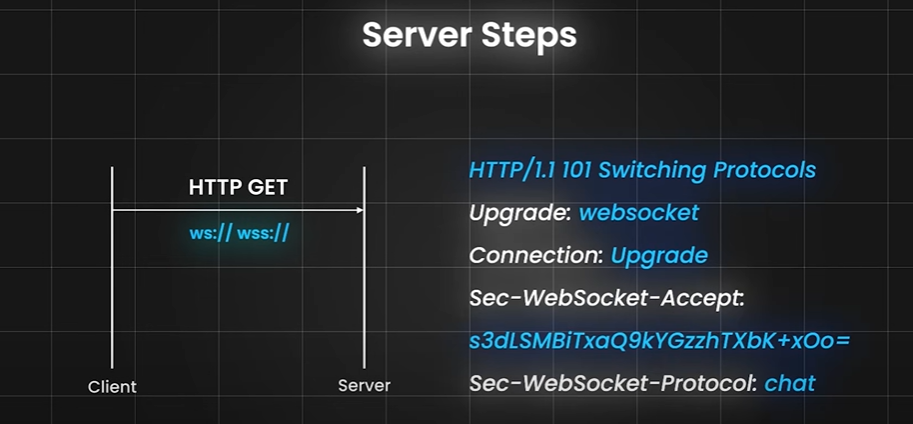 Server Steps
HTTP GET
ws:// wss://
Client
Server
HTTP/1.1 101 Switching Protocols
Upgrade: websocket
Connection: Upgrade
Sec-WebSocket-Accept:
s3dLSMBiTxaQ9kYGzzhTXbK+xOo=
Sec-WebSocket-Protocol: chat